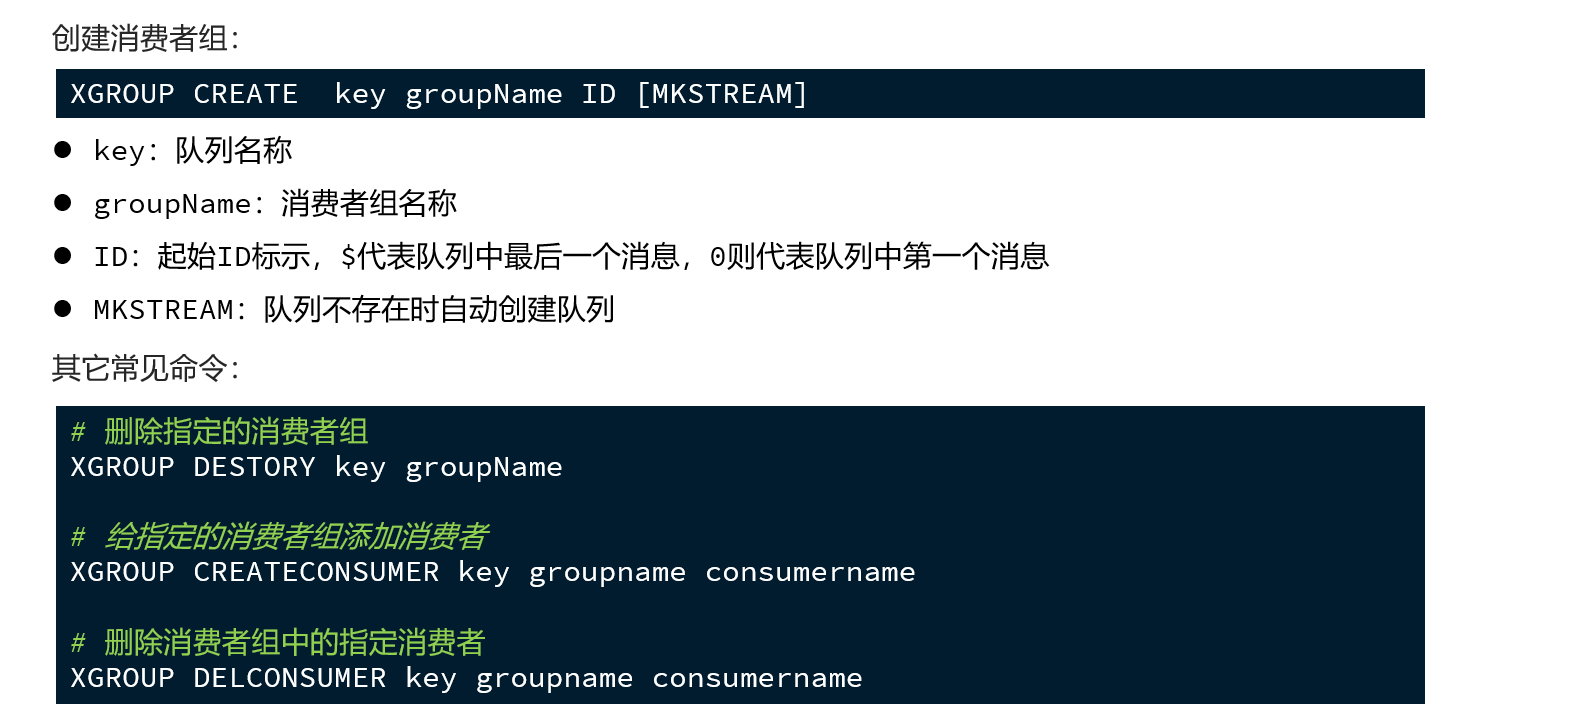 创建消费者组：
XGROUP CREATE  key groupName ID [MKSTREAM]
● key：队列名称
● groupName：消费者组名称
● ID：起始ID标示，$代表队列中最后一个消息，0则代表队列中第一个消息
● MKSTREAM：队列不存在时自动创建队列
其它常见命令：
# 删除指定的消费者组
XGROUP DESTORY key groupName
# 给指定的消费者组添加消费者
XGROUP CREATECONSUMER key groupname consumername
# 删除消费者组中的指定消费者
XGROUP DELCONSUMER key groupname consumername